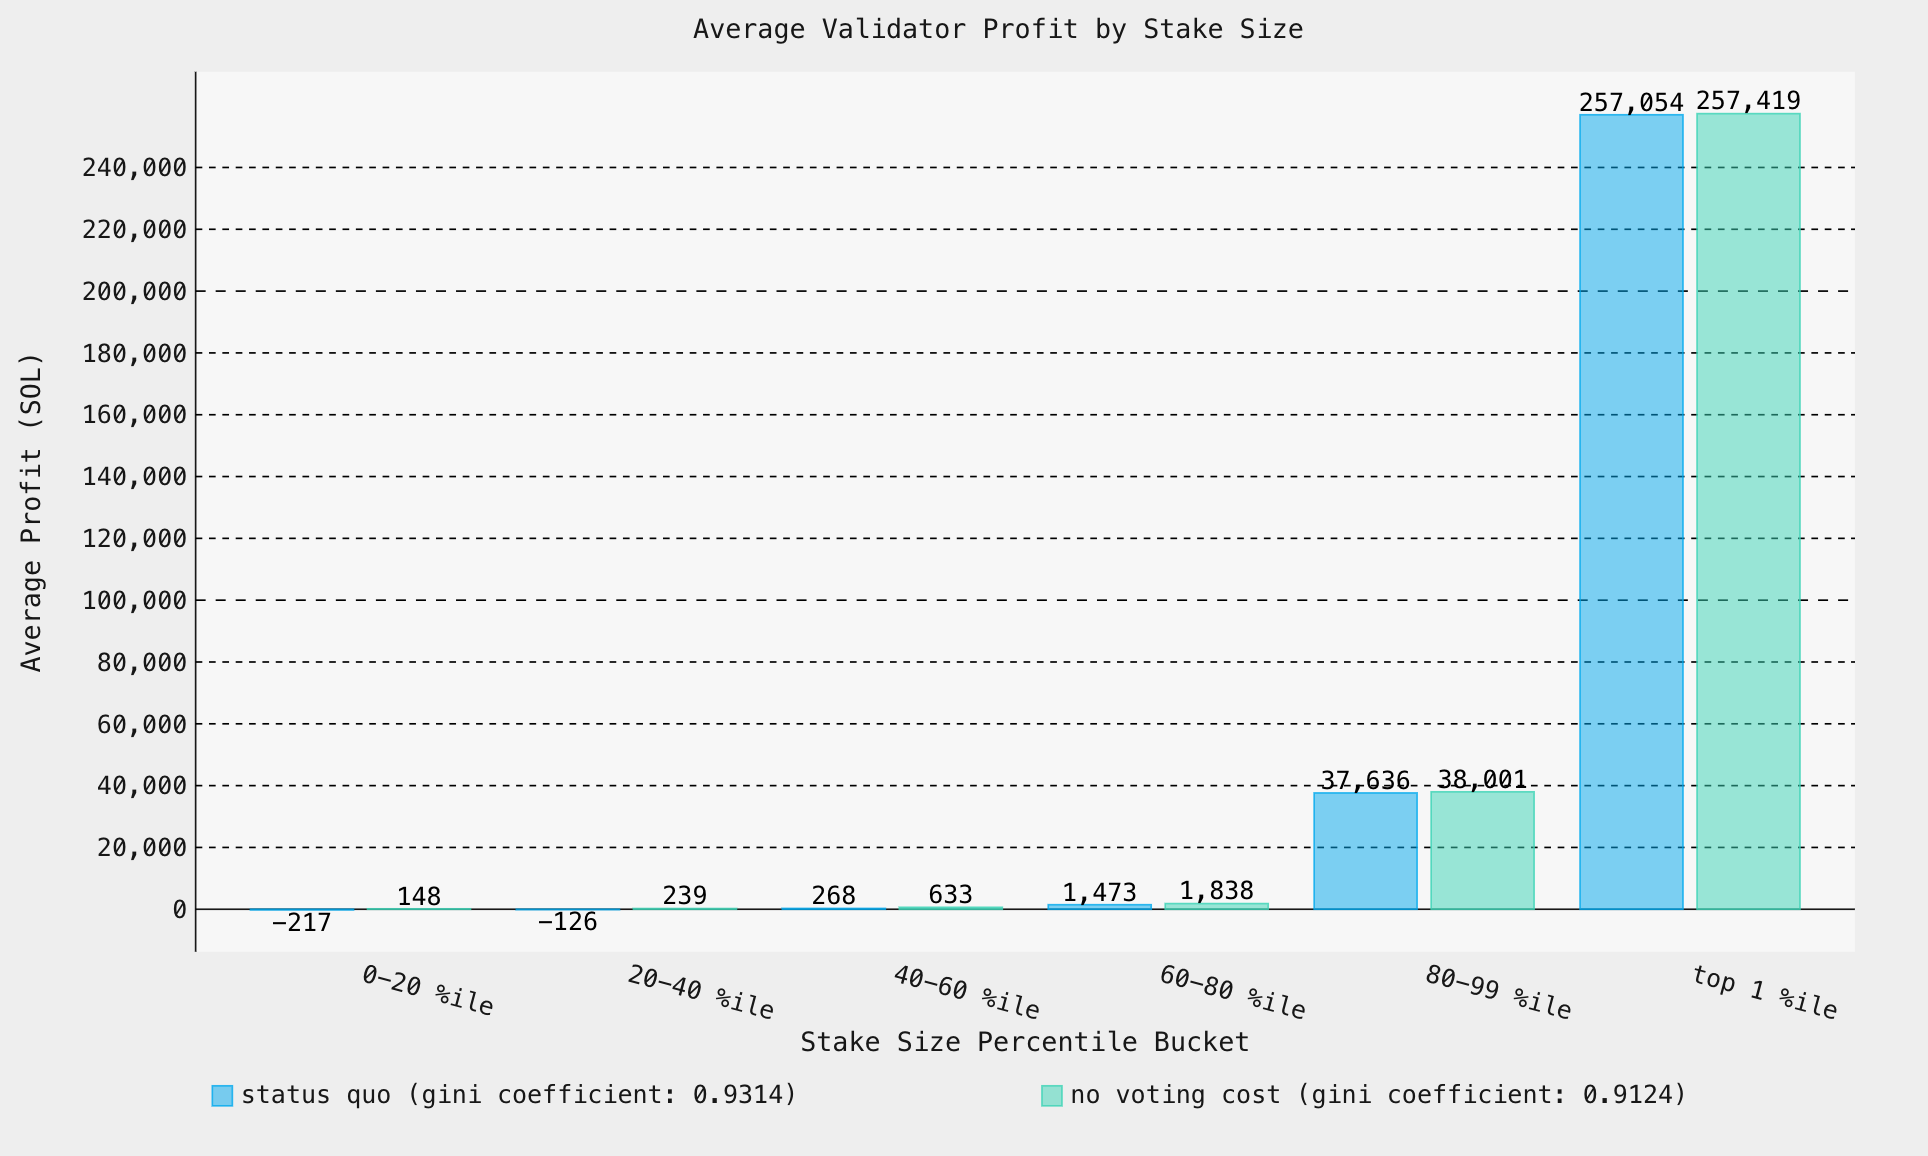 Average Validator Profit by Stake Size
Average Profit (SOL)
240,000
220,000
200,000
180,000
160,000
140,000
120,000
100,000
80,000
60,000
40,000
20,000
0
257,054 257,419
37,636 38,001
−217 148 −126 239 268 633 1,473 1,838
0−20 %ile 20−40 %ile 40−60 %ile 60−80 %ile 80−99 %ile top 1 %ile
Stake Size Percentile Bucket
status quo (gini coefficient: 0.9314) no voting cost (gini coefficient: 0.9124)